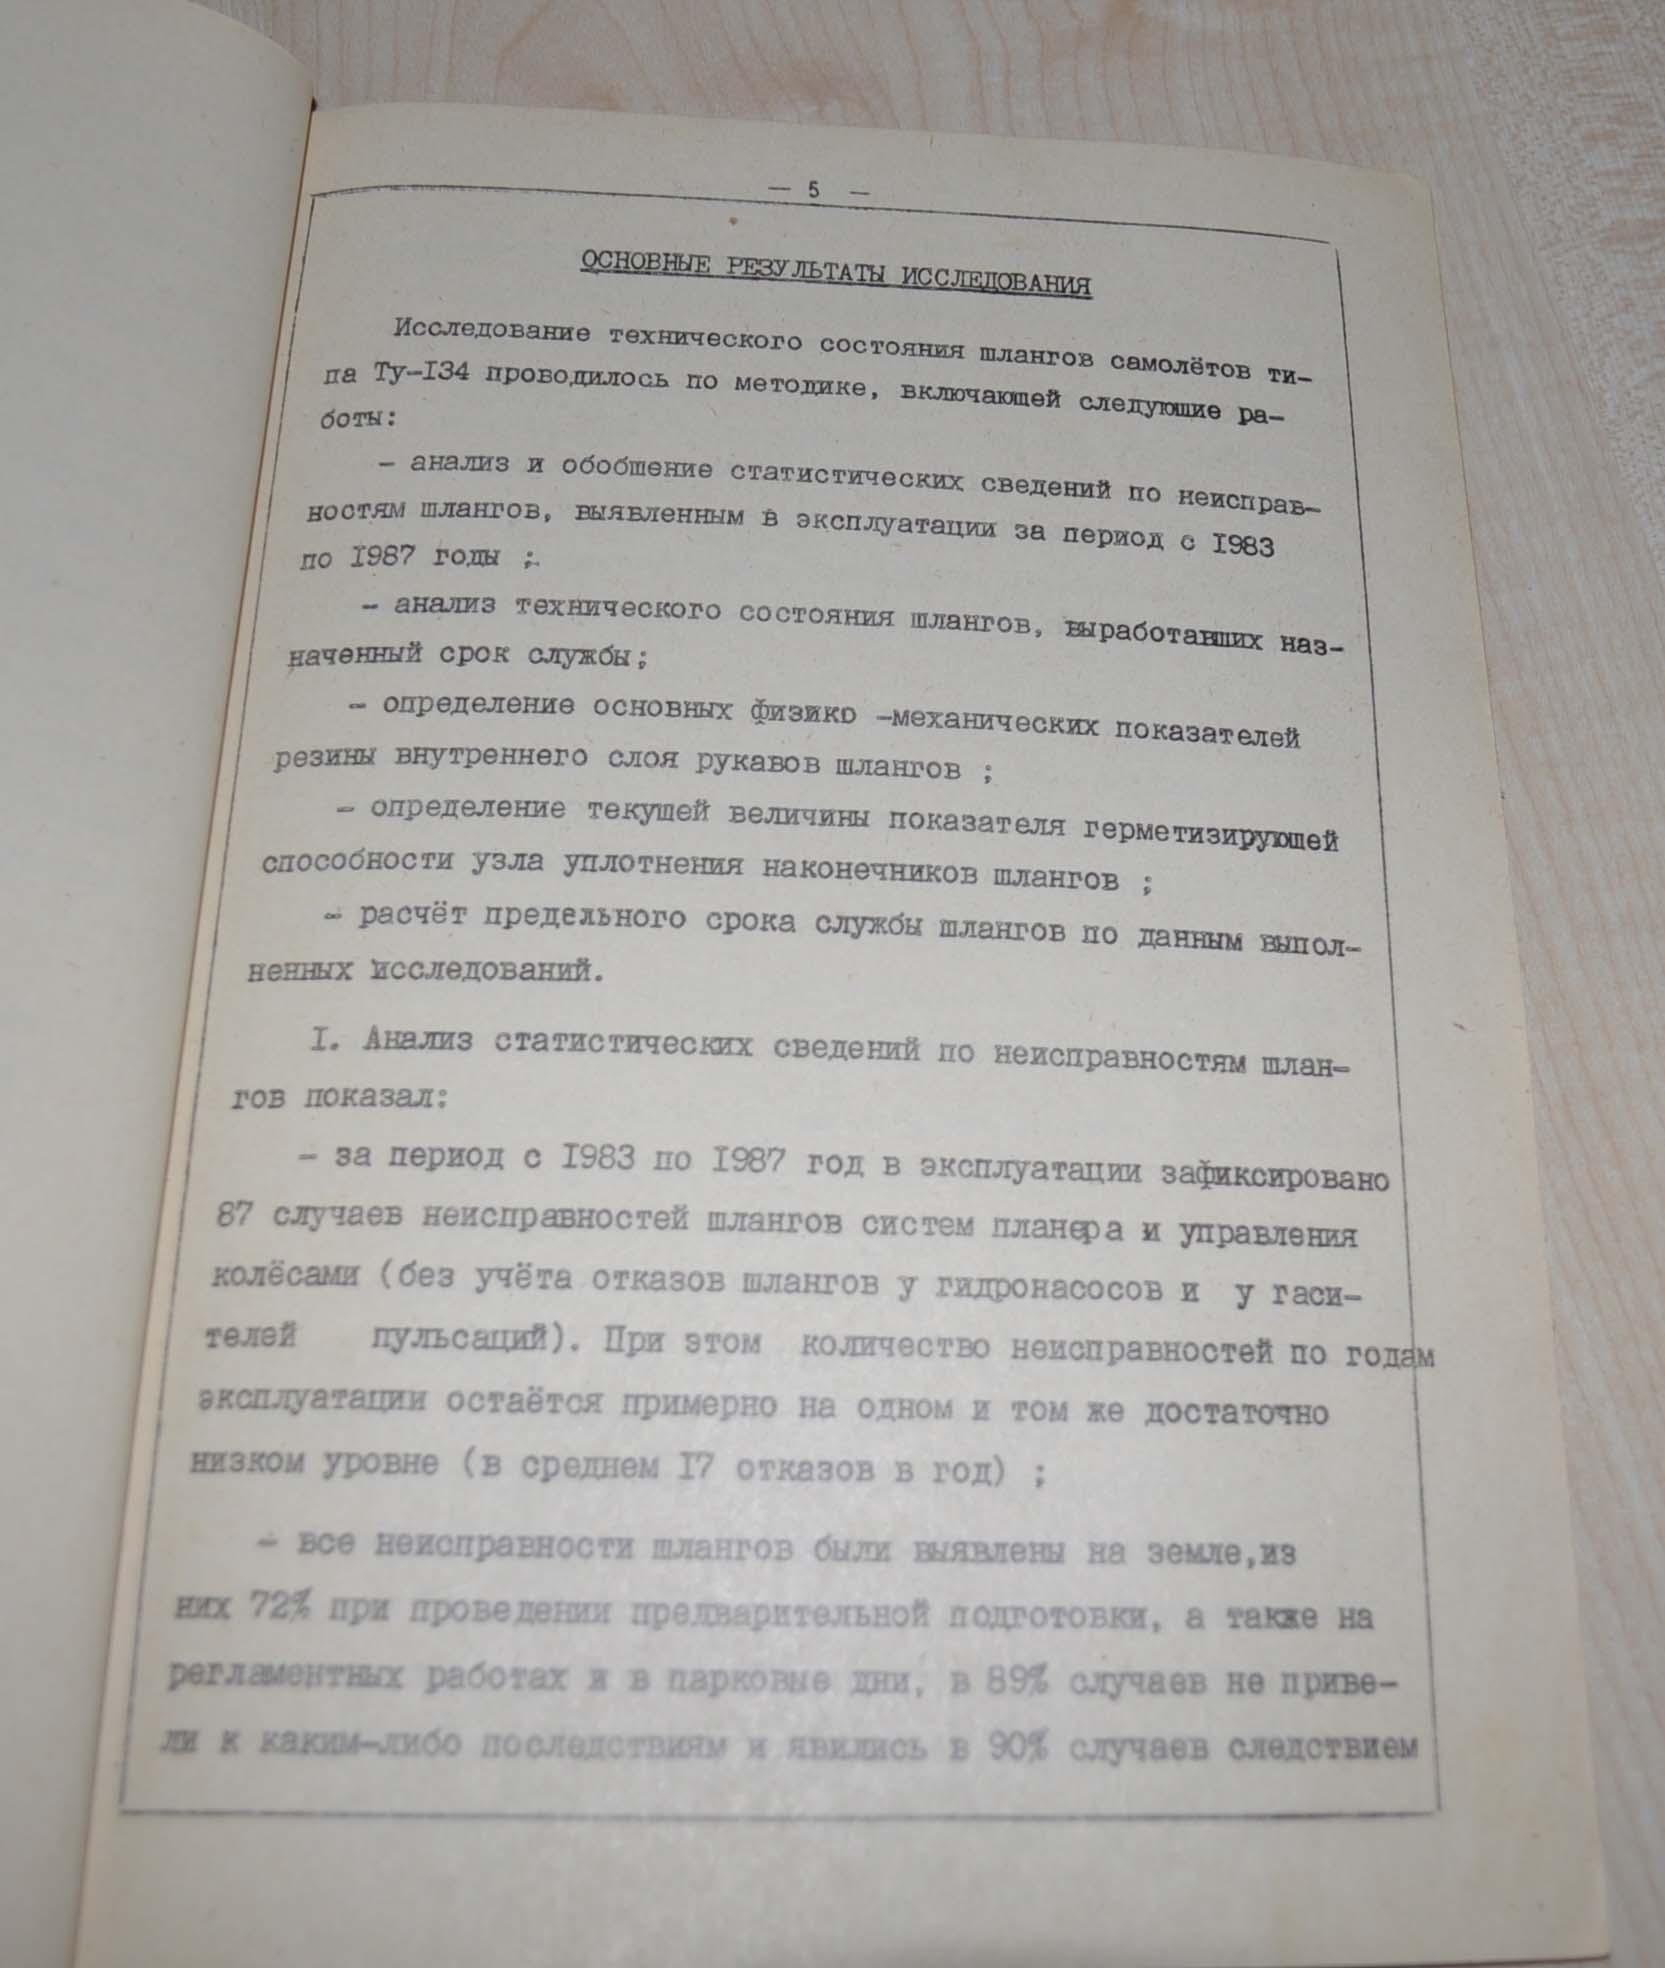 — 5 —
ОСНОВНЫЕ РЕЗУЛЬТАТЫ ИССЛЕДОВАНИЯ
Исследование технического состояния шлангов самолётов ти-
па Ту-I34 проводилось по методике, включающей следующие ра-
боты:
- анализ и обобщение статистических сведений по неисправ-
ностям шлангов, выявленным в эксплуатации за период с I983
по I987 годы ;
- анализ технического состояния шлангов, выработавших наз-
наченный срок службы;
- определение основных физико -механических показателей
резины внутреннего слоя рукавов шлангов ;
- определение текущей величины показателя герметизирующей
способности узла уплотнения наконечников шлангов ;
- расчёт предельного срока службы шлангов по данным выпол-
ненных исследований.
I. Анализ статистических сведений по неисправностям шлан-
гов показал:
- за период с I983 по I987 год в эксплуатации зафиксировано
87 случаев неисправностей шлангов систем планера и управления
колёсами (без учёта отказов шлангов у гидронасосов и у гаси-
телей пульсаций). При этом количество неисправностей по годам
эксплуатации остаётся примерно на одном и том же достаточно
низком уровне (в среднем I7 отказов в год) ;
- все неисправности шлангов были выявлены на земле,из
них 72% при проведении предварительной подготовки, а также на
регламентных работах и в парковые дни, в 89% случаев не приве-
ли к каким-либо последствиям и явились в 90% случаев следствием